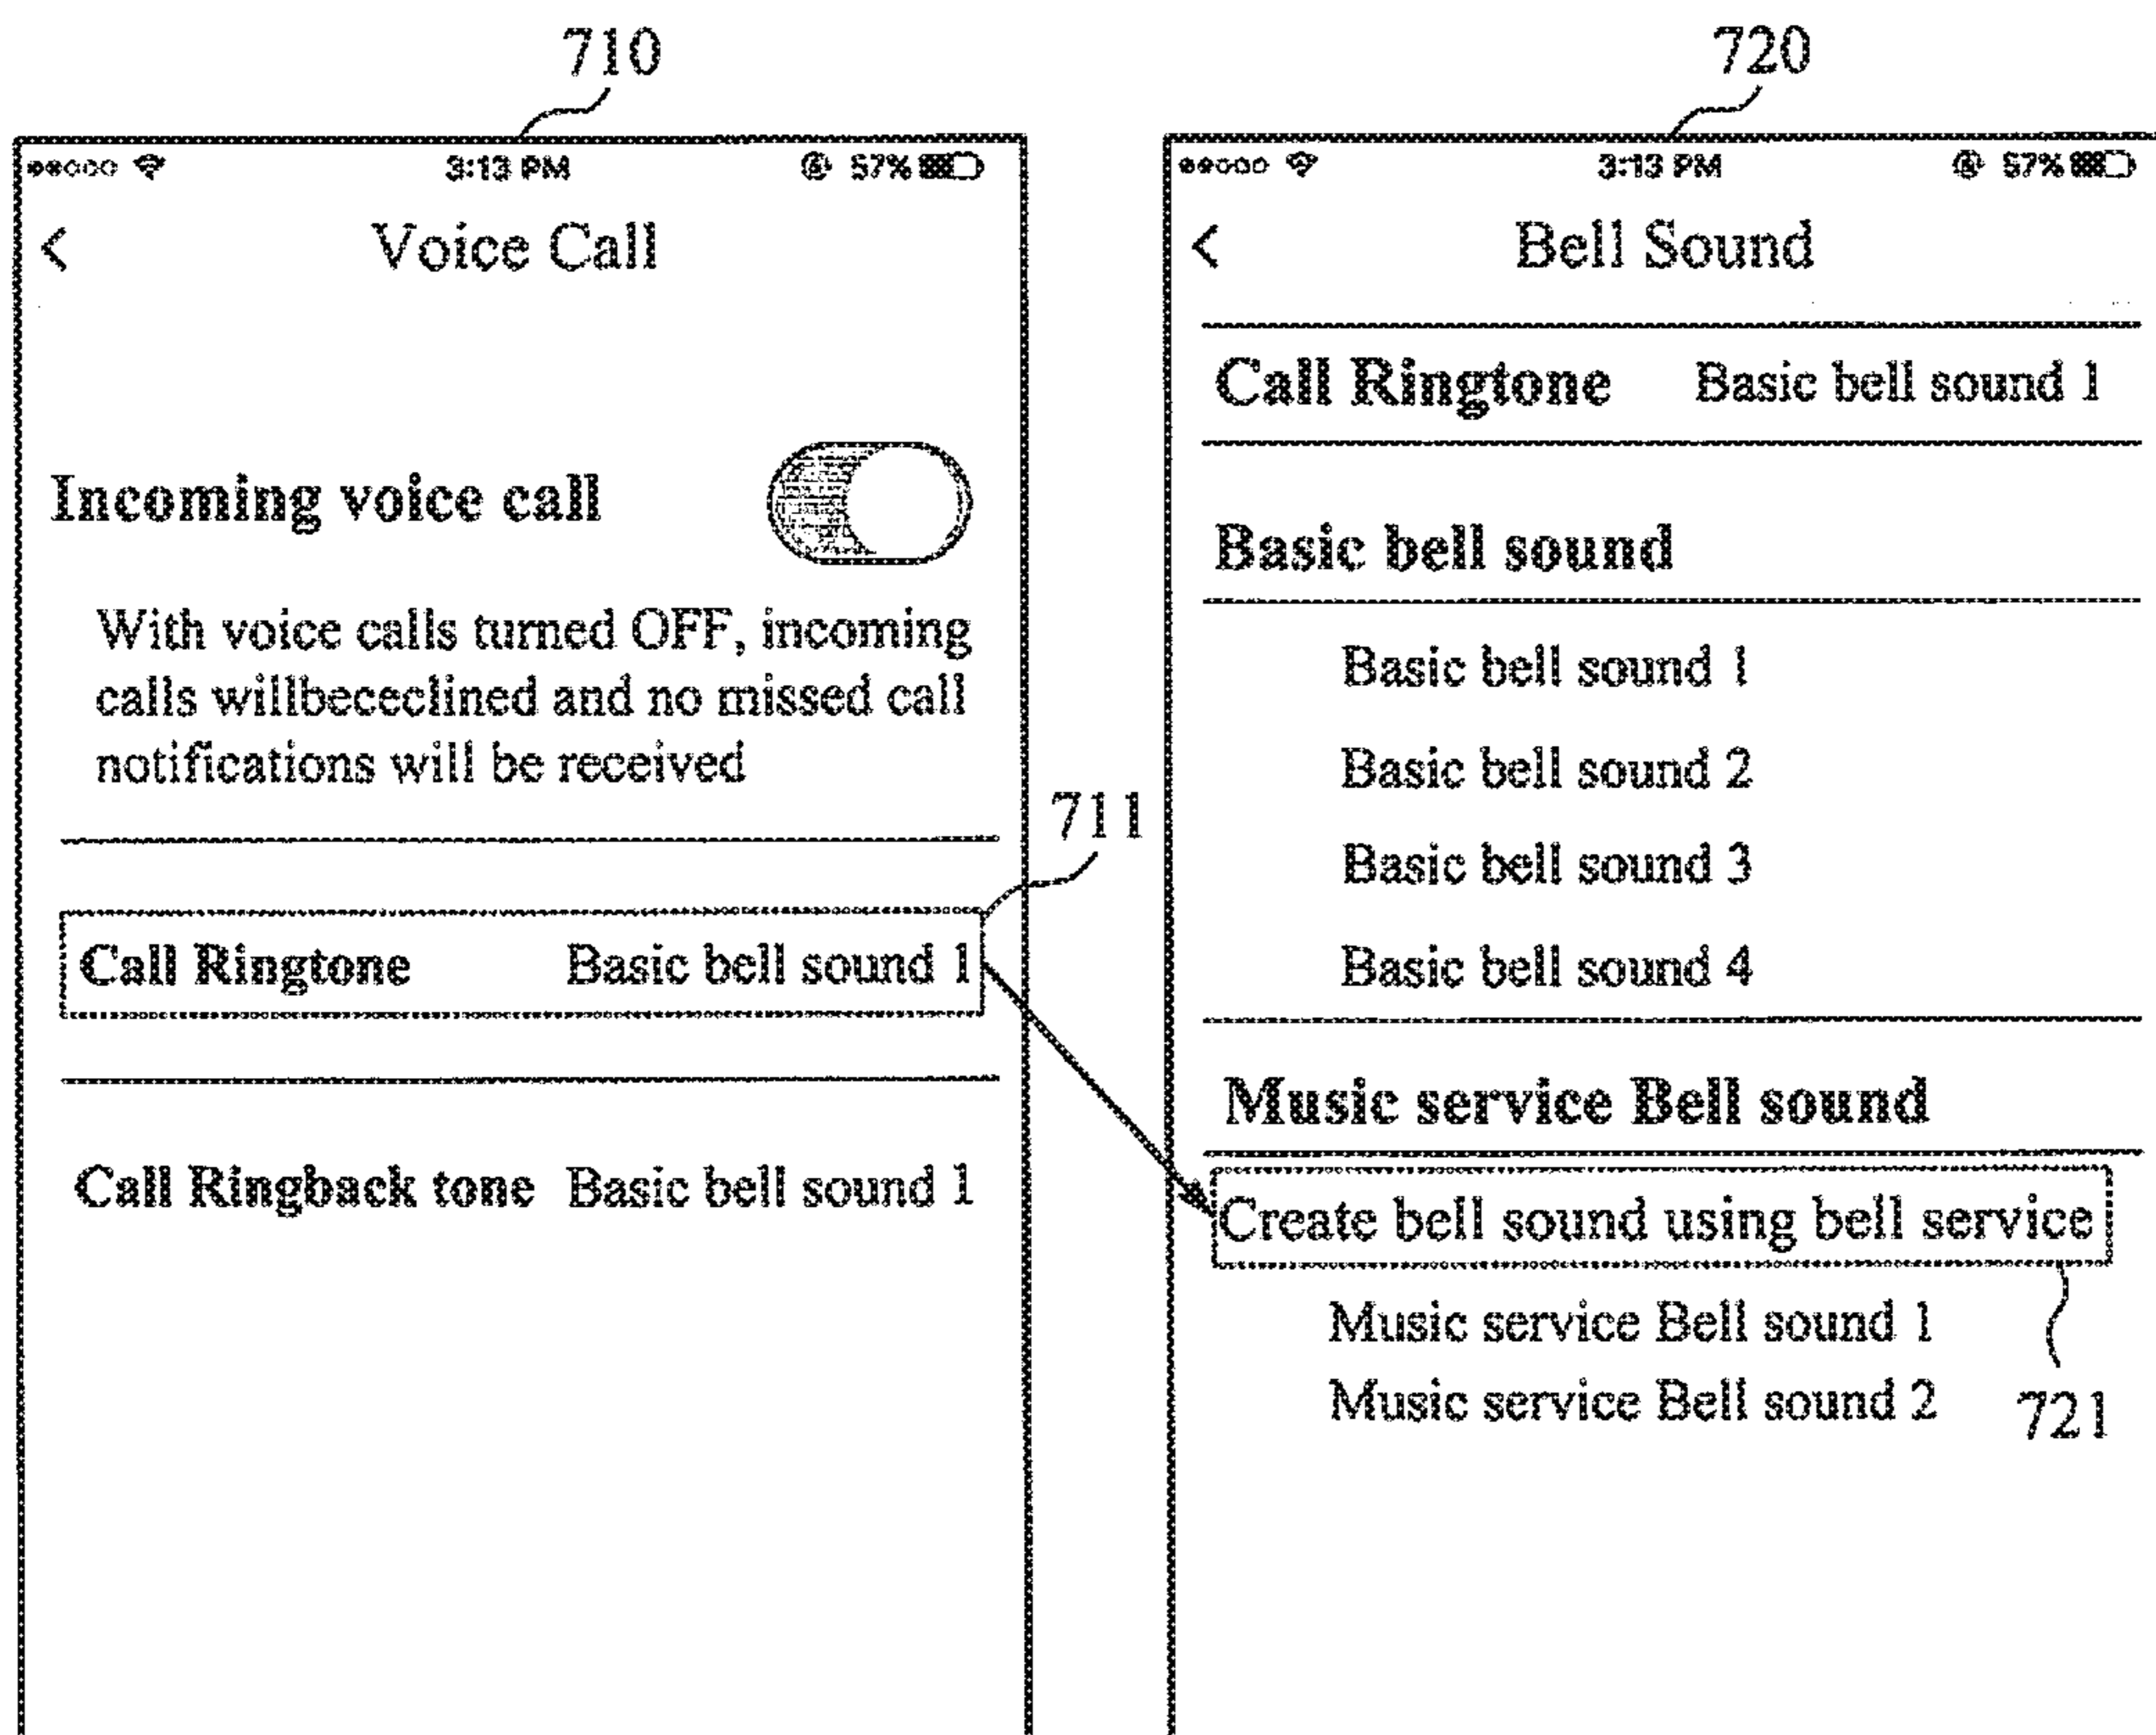 710
3:13 PM
57%
<
Voice Call
Incoming voice call
With voice calls turned OFF, incoming
calls willbececlined and no missed call
notifications will be received
711
Call Ringtone Basic bell sound 1
Call Ringback tone Basic bell sound 1
720
3:13 PM
57%
<
Bell Sound
Call Ringtone Basic bell sound 1
Basic bell sound
Basic bell sound 1
Basic bell sound 2
Basic bell sound 3
Basic bell sound 4
Music service Bell sound
Create bell sound using bell service
Music service Bell sound 1
Music service Bell sound 2
721